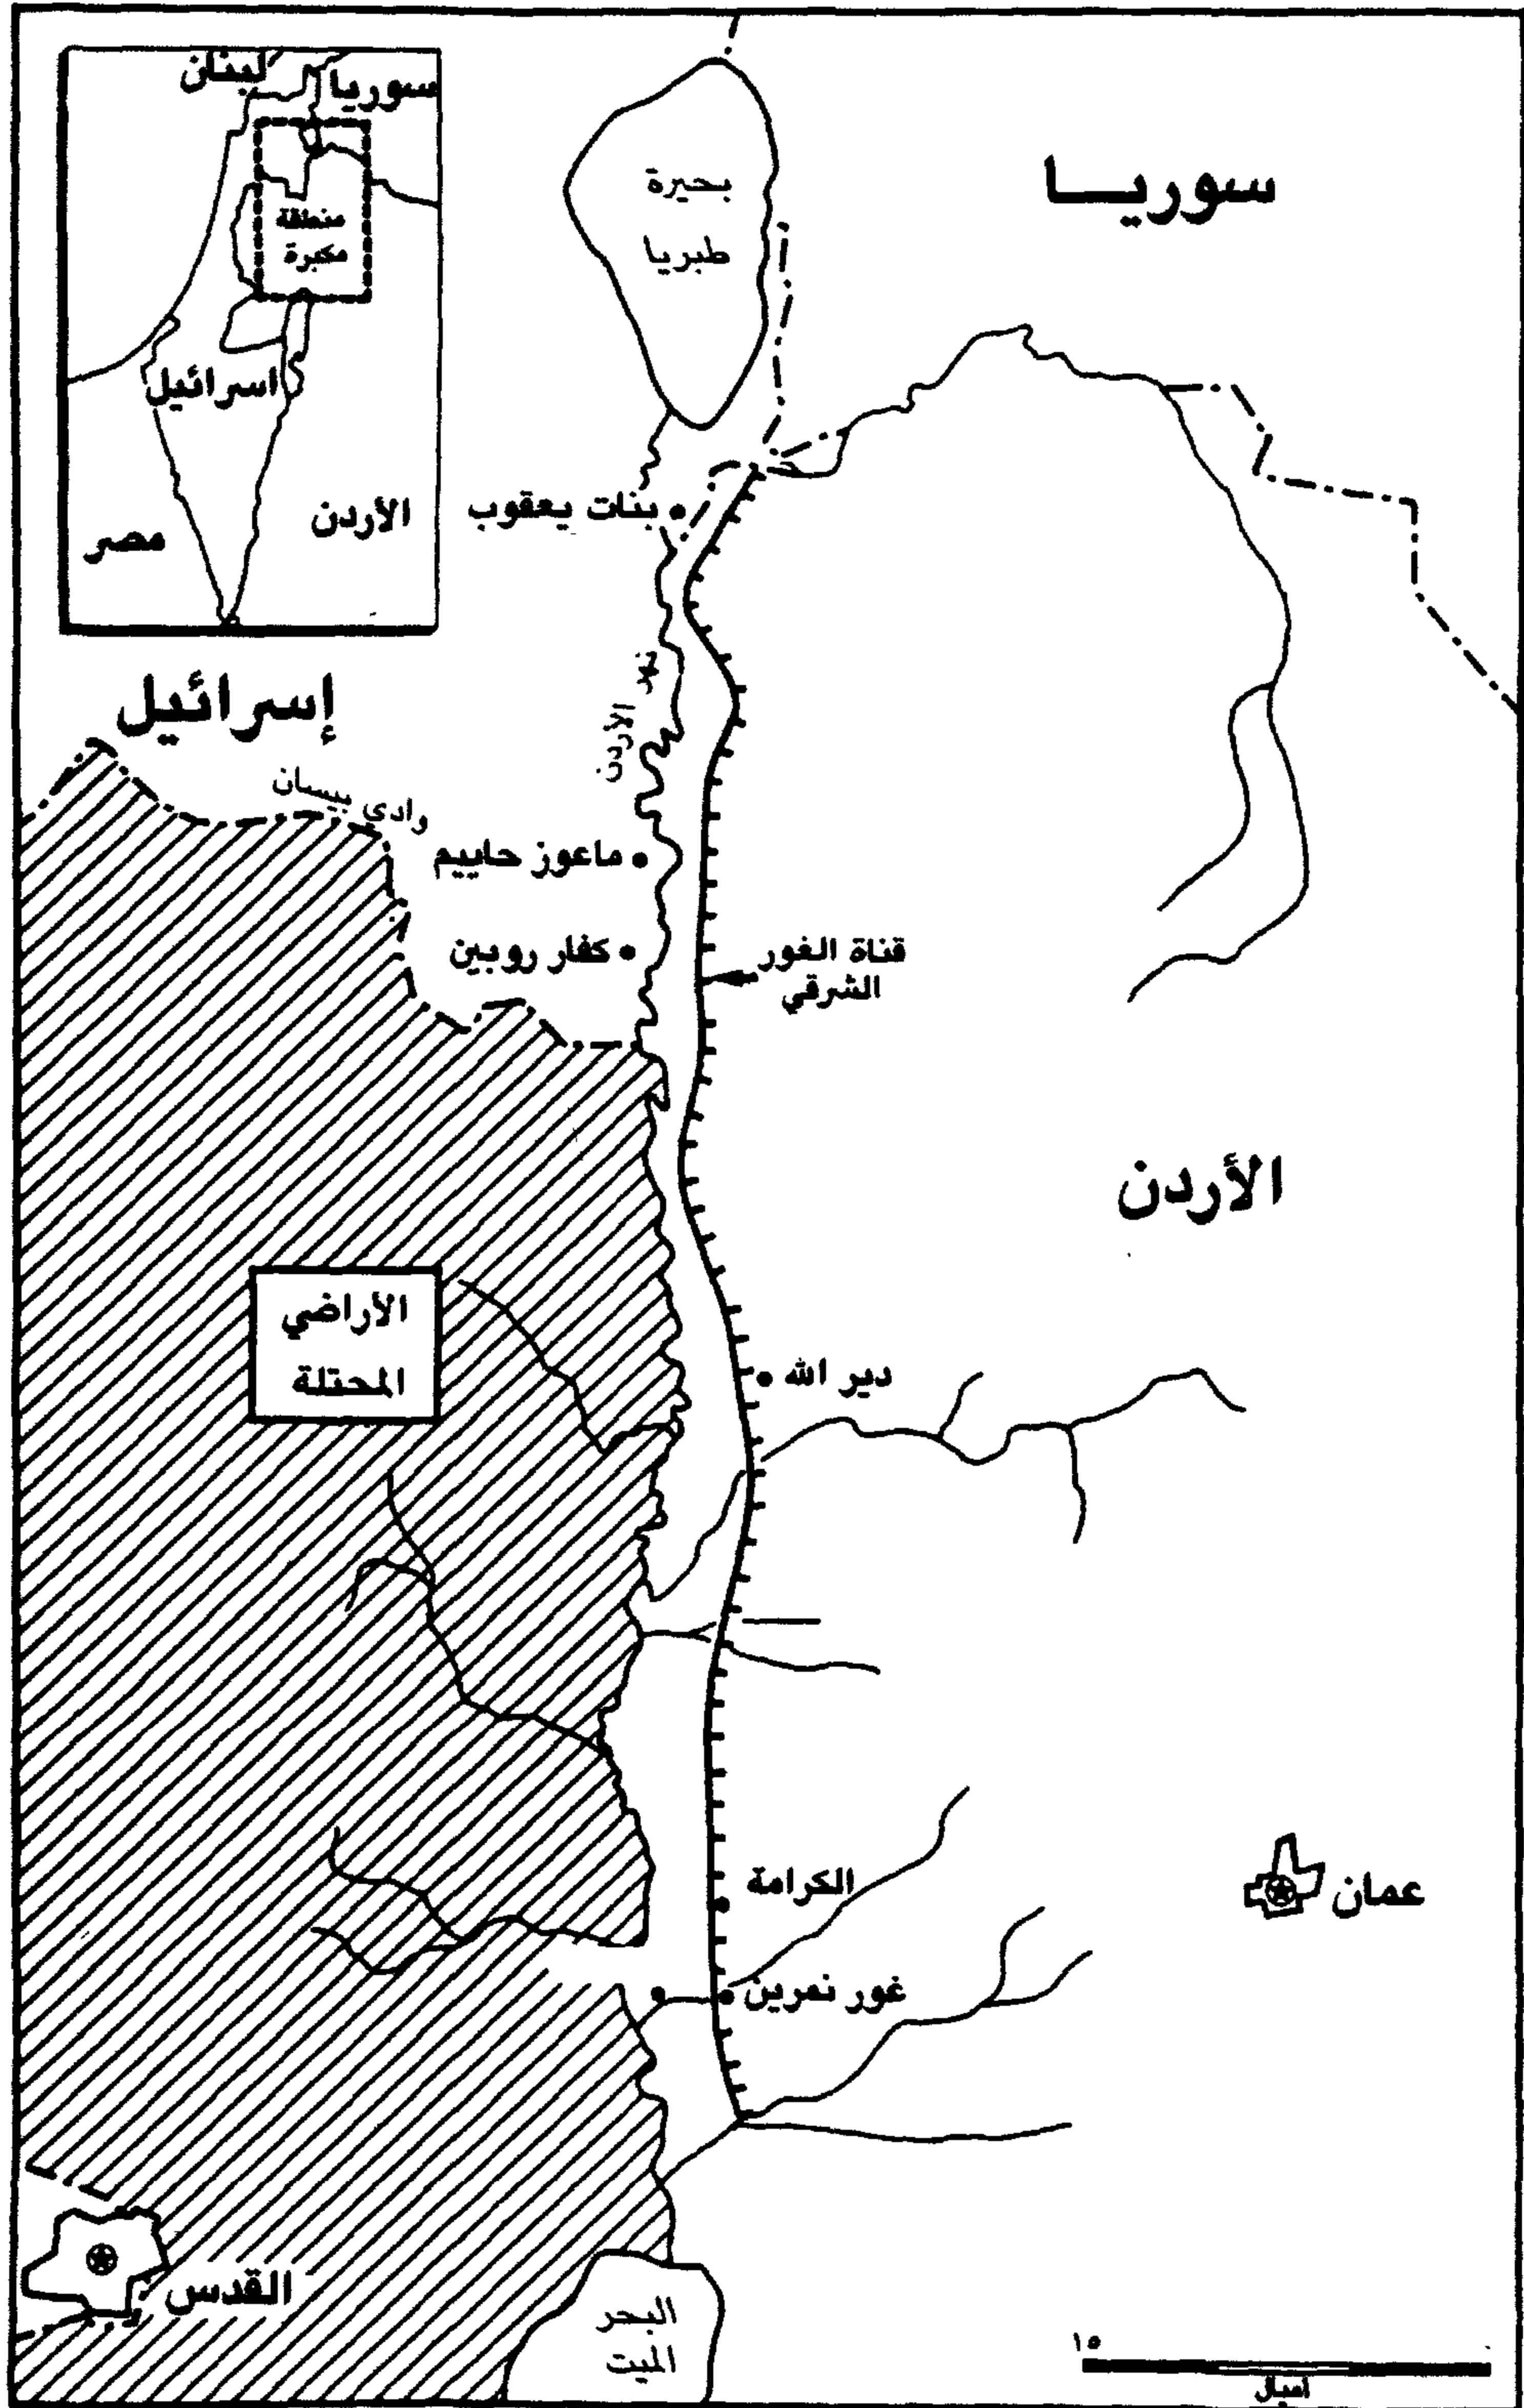 لبنان
سوريا
منطقة
مكبرة
اسرائيل
الأردن
مصر
بحيرة
طبريا
سوريـــا
بنات يعقوب
نهر الأردن
إسرائيل
وادي بيسان
ماعوز حاييم
كفار روبين
قناة الغور
الشرقي
الأردن
الأراضي
المحتلة
دير الله
الكرامة
عمان
غور نمرين
القدس
البحر
الميت
١٥
أميال